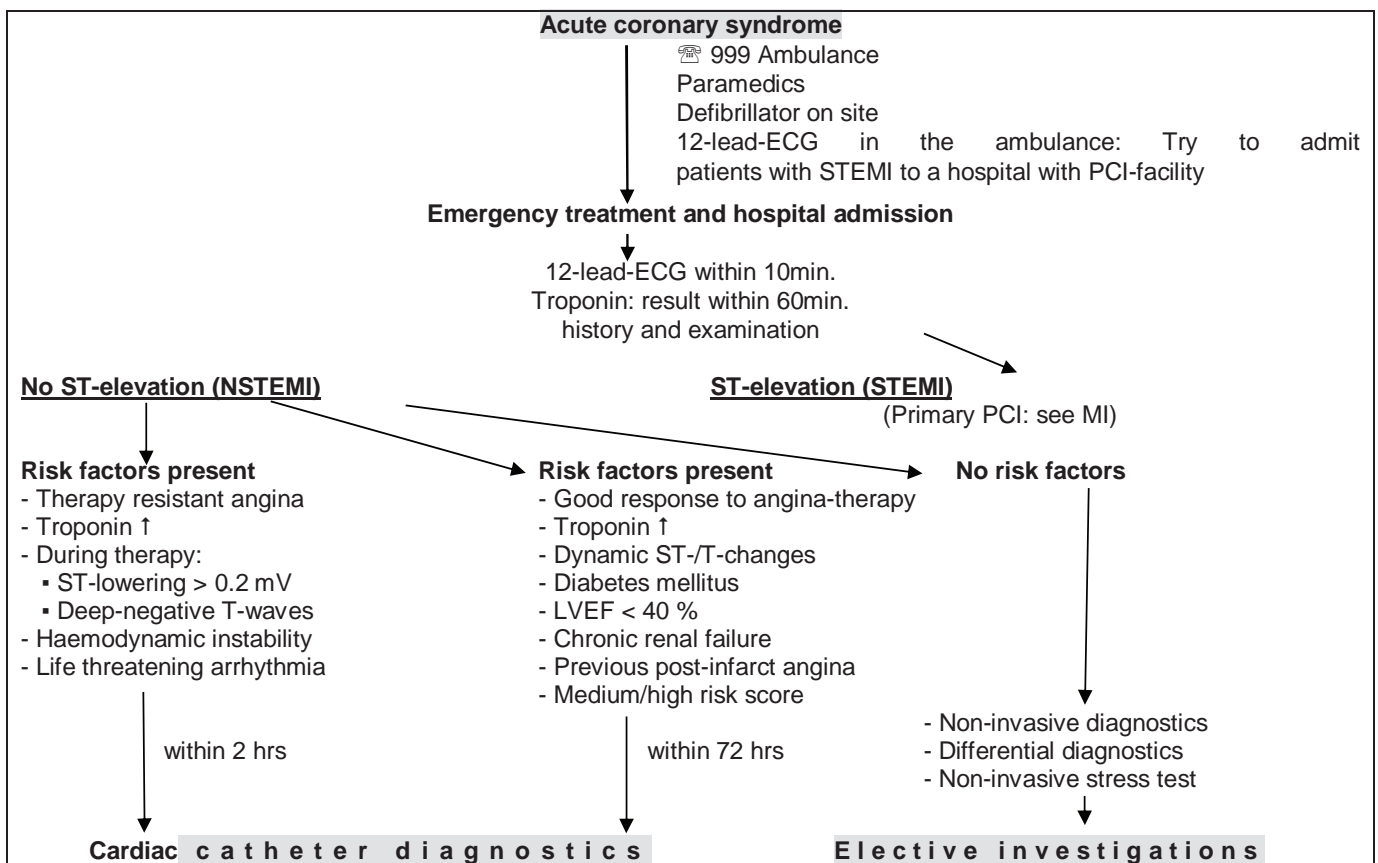 Acute coronary syndrome
☏ 999 Ambulance
Paramedics
Defibrillator on site
12-lead-ECG in the ambulance: Try to admit
patients with STEMI to a hospital with PCI-facility
Emergency treatment and hospital admission
12-lead-ECG within 10min.
Troponin: result within 60min.
history and examination
No ST-elevation (NSTEMI)
ST-elevation (STEMI)
(Primary PCI: see MI)
Risk factors present
- Therapy resistant angina
- Troponin ↑
- During therapy:
▪ ST-lowering > 0.2 mV
▪ Deep-negative T-waves
- Haemodynamic instability
- Life threatening arrhythmia
within 2 hrs
Risk factors present
- Good response to angina-therapy
- Troponin ↑
- Dynamic ST-/T-changes
- Diabetes mellitus
- LVEF < 40 %
- Chronic renal failure
- Previous post-infarct angina
- Medium/high risk score
within 72 hrs
No risk factors
- Non-invasive diagnostics
- Differential diagnostics
- Non-invasive stress test
Cardiac catheter diagnostics
Elective investigations